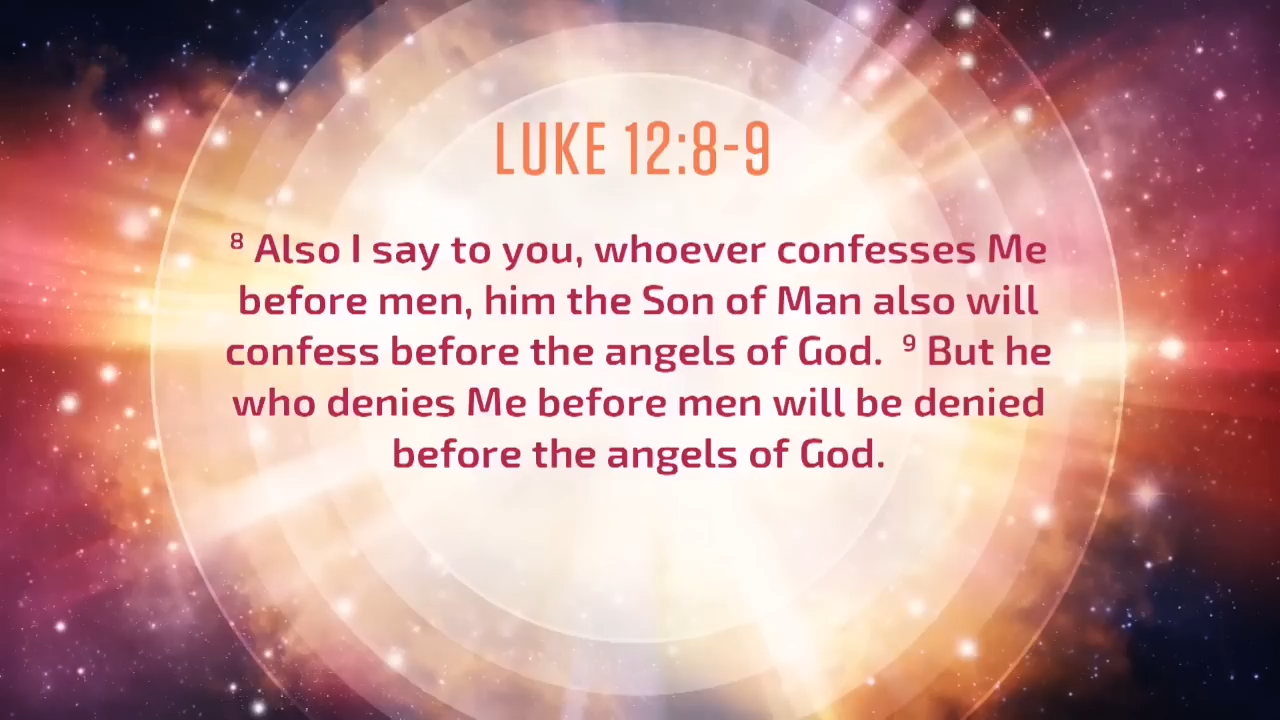 LUKE 12:8-9
⁸ Also I say to you, whoever confesses Me
before men, him the Son of Man also will
confess before the angels of God. ⁹ But he
who denies Me before men will be denied
before the angels of God.